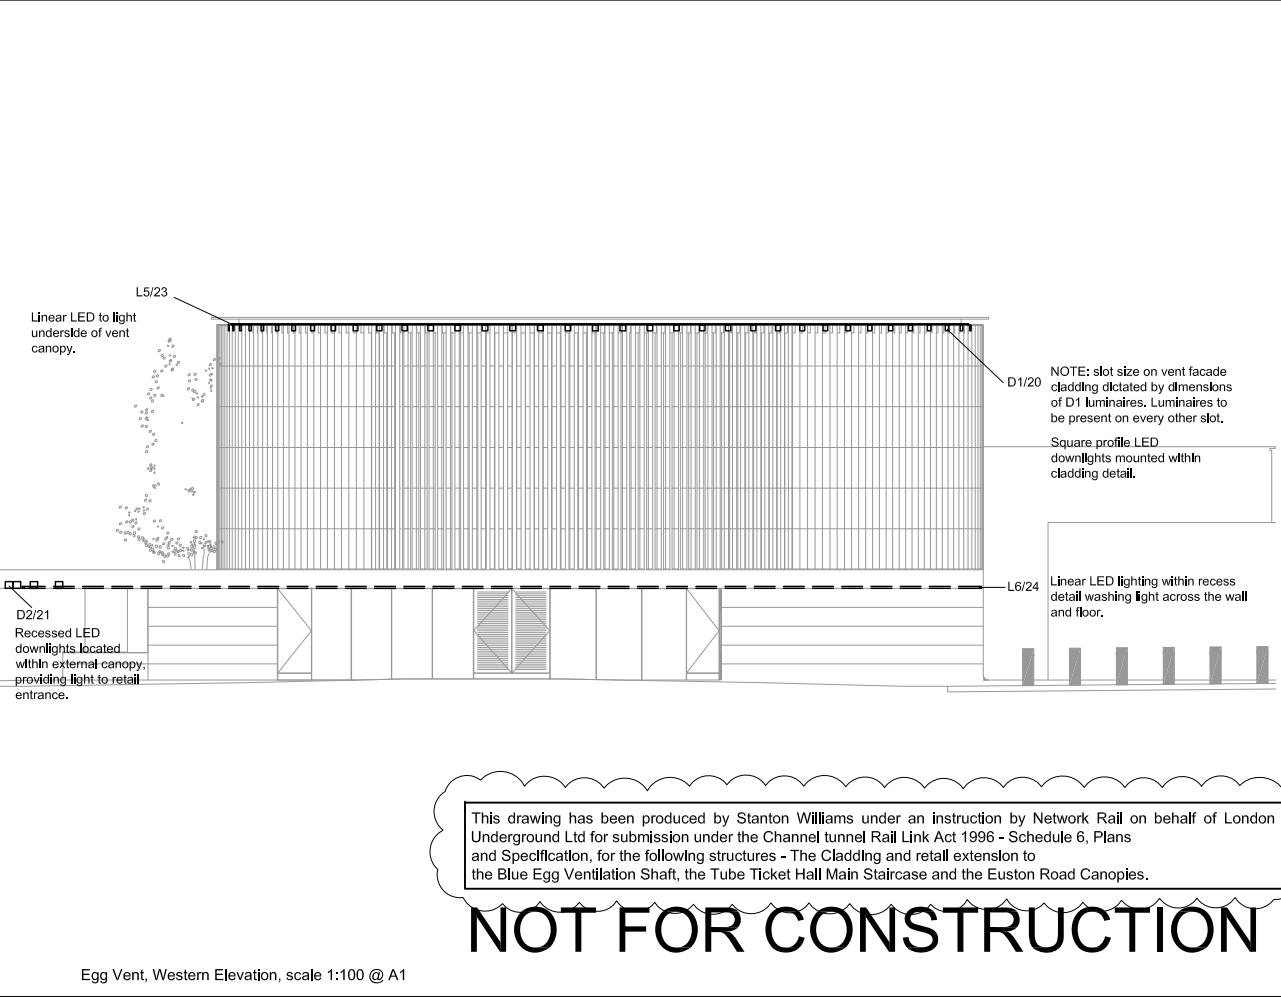 L5/23
Linear LED to light
underside of vent
canopy.
D1/20
NOTE: slot size on vent facade
cladding dictated by dimensions
of D1 luminaires. Luminaires to
be present on every other slot.
Square profile LED
downlights mounted within
cladding detail.
L6/24
Linear LED lighting within recess
detail washing light across the wall
and floor.
D2/21
Recessed LED
downlights located
within external canopy,
providing light to retail
entrance.
This drawing has been produced by Stanton Williams under an instruction by Network Rail on behalf of London
Underground Ltd for submission under the Channel tunnel Rail Link Act 1996 - Schedule 6, Plans
and Specification, for the following structures - The Cladding and retail extension to
the Blue Egg Ventilation Shaft, the Tube Ticket Hall Main Staircase and the Euston Road Canopies.
NOT FOR CONSTRUCTION
Egg Vent, Western Elevation, scale 1:100 @ A1